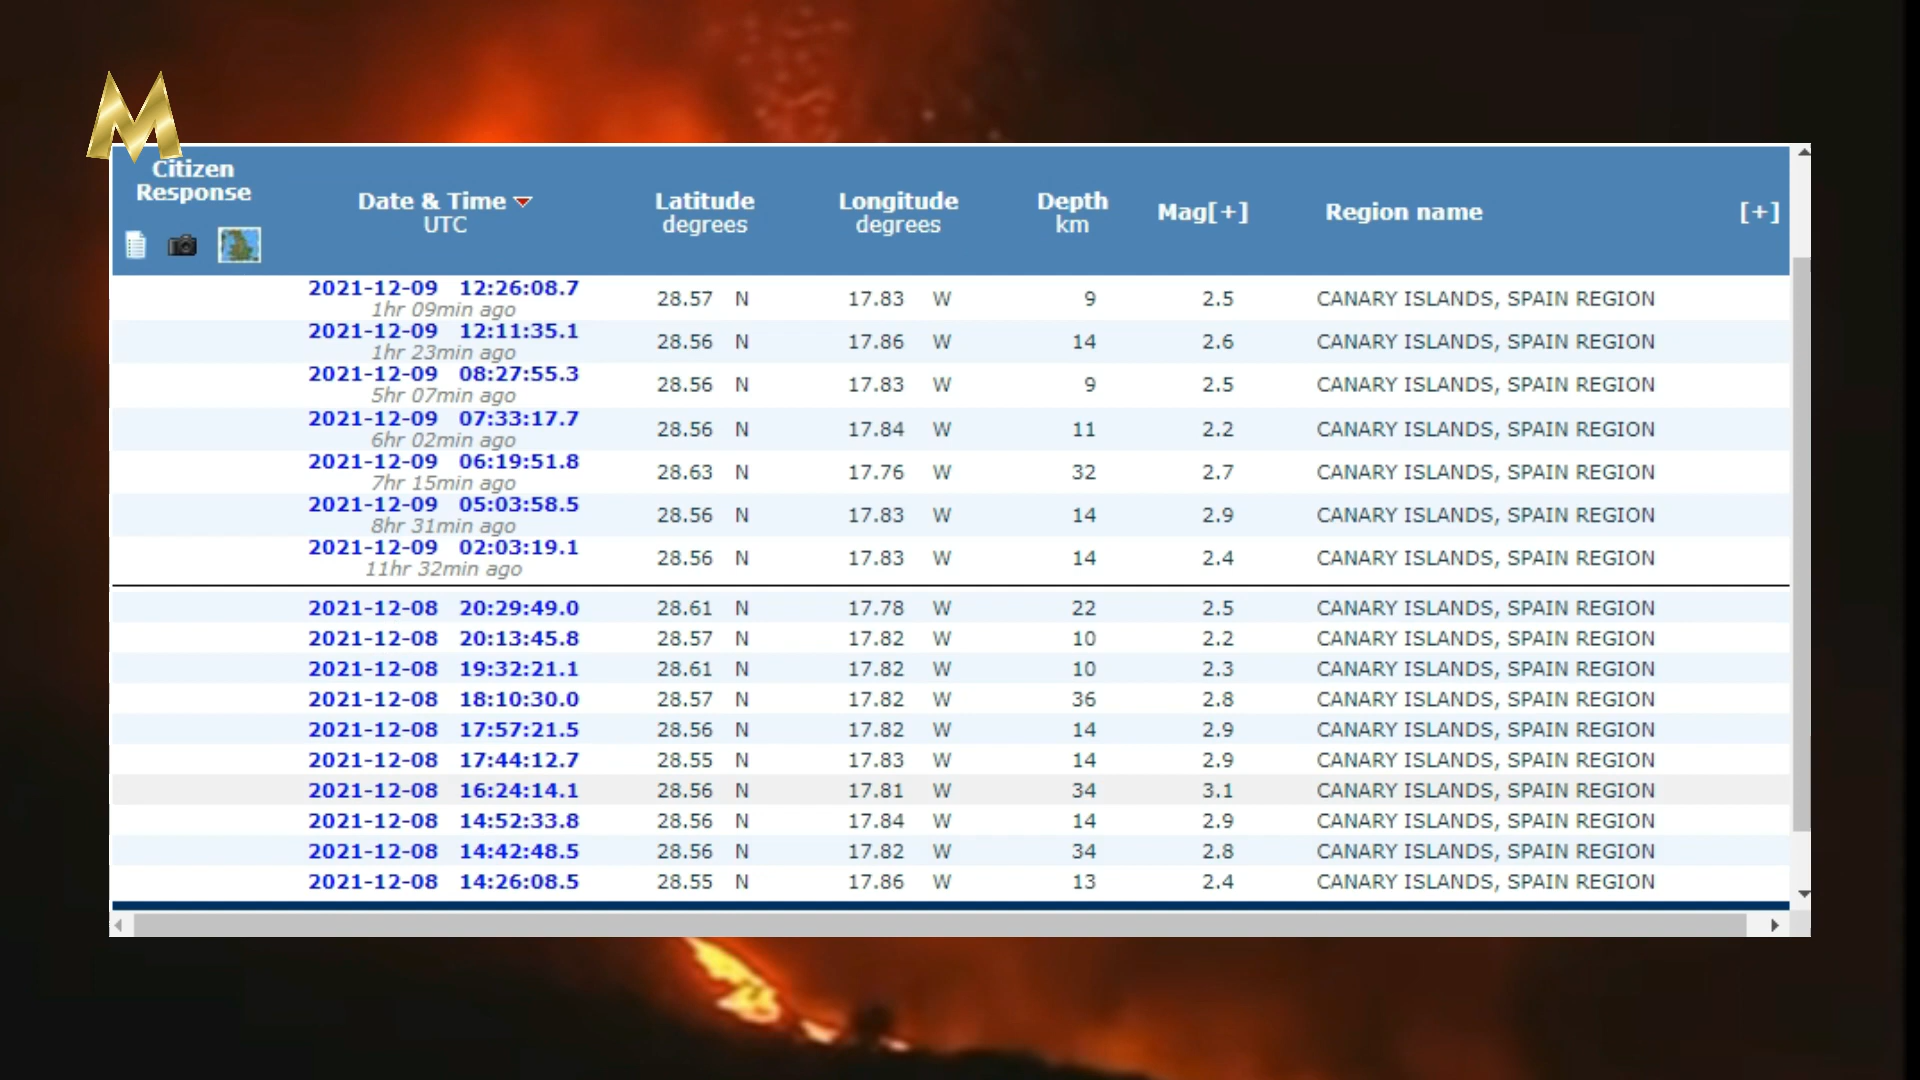 M
Citizen
Response
Date & Time
UTC
Latitude
degrees
Longitude
degrees
Depth
km
Mag[+]
Region name
[+]
2021-12-09 12:26:08.7
1hr 09min ago
28.57 N 17.83 W 9 2.5 CANARY ISLANDS, SPAIN REGION
2021-12-09 12:11:35.1
1hr 23min ago
28.56 N 17.86 W 14 2.6 CANARY ISLANDS, SPAIN REGION
2021-12-09 08:27:55.3
5hr 07min ago
28.56 N 17.83 W 9 2.5 CANARY ISLANDS, SPAIN REGION
2021-12-09 07:33:17.7
6hr 02min ago
28.56 N 17.84 W 11 2.2 CANARY ISLANDS, SPAIN REGION
2021-12-09 06:19:51.8
7hr 15min ago
28.63 N 17.76 W 32 2.7 CANARY ISLANDS, SPAIN REGION
2021-12-09 05:03:58.5
8hr 31min ago
28.56 N 17.83 W 14 2.9 CANARY ISLANDS, SPAIN REGION
2021-12-09 02:03:19.1
11hr 32min ago
28.56 N 17.83 W 14 2.4 CANARY ISLANDS, SPAIN REGION
2021-12-08 20:29:49.0 28.61 N 17.78 W 22 2.5 CANARY ISLANDS, SPAIN REGION
2021-12-08 20:13:45.8 28.57 N 17.82 W 10 2.2 CANARY ISLANDS, SPAIN REGION
2021-12-08 19:32:21.1 28.61 N 17.82 W 10 2.3 CANARY ISLANDS, SPAIN REGION
2021-12-08 18:10:30.0 28.57 N 17.82 W 36 2.8 CANARY ISLANDS, SPAIN REGION
2021-12-08 17:57:21.5 28.56 N 17.82 W 14 2.9 CANARY ISLANDS, SPAIN REGION
2021-12-08 17:44:12.7 28.55 N 17.83 W 14 2.9 CANARY ISLANDS, SPAIN REGION
2021-12-08 16:24:14.1 28.56 N 17.81 W 34 3.1 CANARY ISLANDS, SPAIN REGION
2021-12-08 14:52:33.8 28.56 N 17.84 W 14 2.9 CANARY ISLANDS, SPAIN REGION
2021-12-08 14:42:48.5 28.56 N 17.82 W 34 2.8 CANARY ISLANDS, SPAIN REGION
2021-12-08 14:26:08.5 28.55 N 17.86 W 13 2.4 CANARY ISLANDS, SPAIN REGION